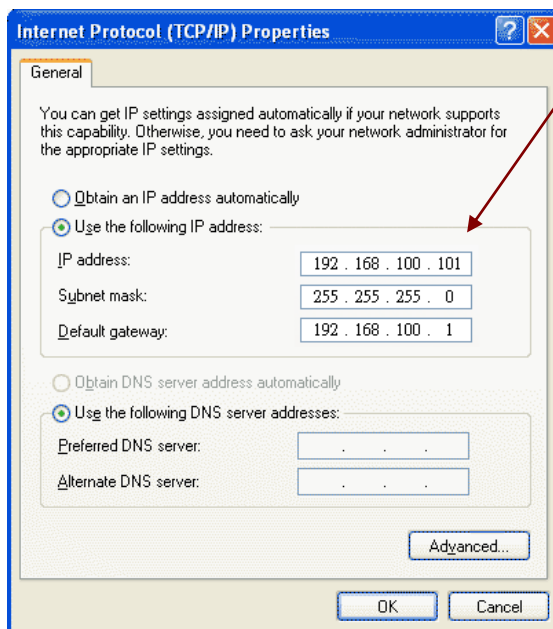 Internet Protocol (TCP/IP) Properties
General
You can get IP settings assigned automatically if your network supports
this capability. Otherwise, you need to ask your network administrator for
the appropriate IP settings.
Obtain an IP address automatically
Use the following IP address:
IP address: 192 . 168 . 100 . 101
Subnet mask: 255 . 255 . 255 . 0
Default gateway: 192 . 168 . 100 . 1
Obtain DNS server address automatically
Use the following DNS server addresses:
Preferred DNS server: . . .
Alternate DNS server: . . .
Advanced...
OK Cancel